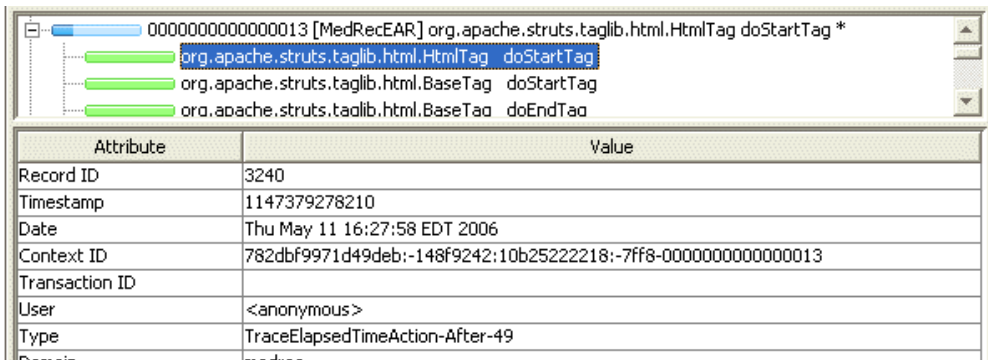 0000000000000013 [MedRecEAR] org.apache.struts.taglib.html.HtmlTag doStartTag *
org.apache.struts.taglib.html.HtmlTag doStartTag
org.apache.struts.taglib.html.BaseTag doStartTag
org.apache.struts.taglib.html.BaseTag doEndTag
Attribute Value
Record ID 3240
Timestamp 1147379278210
Date Thu May 11 16:27:58 EDT 2006
Context ID 782dbf9971d49deb:-148f9242:10b25222218:-7ff8-0000000000000013
Transaction ID
User <anonymous>
Type TraceElapsedTimeAction-After-49
Domain medrec